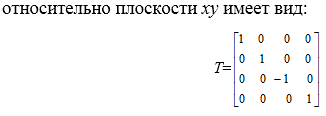 относительно плоскости xy имеет вид:
T=
1 0 0 0
0 1 0 0
0 0 −1 0
0 0 0 1